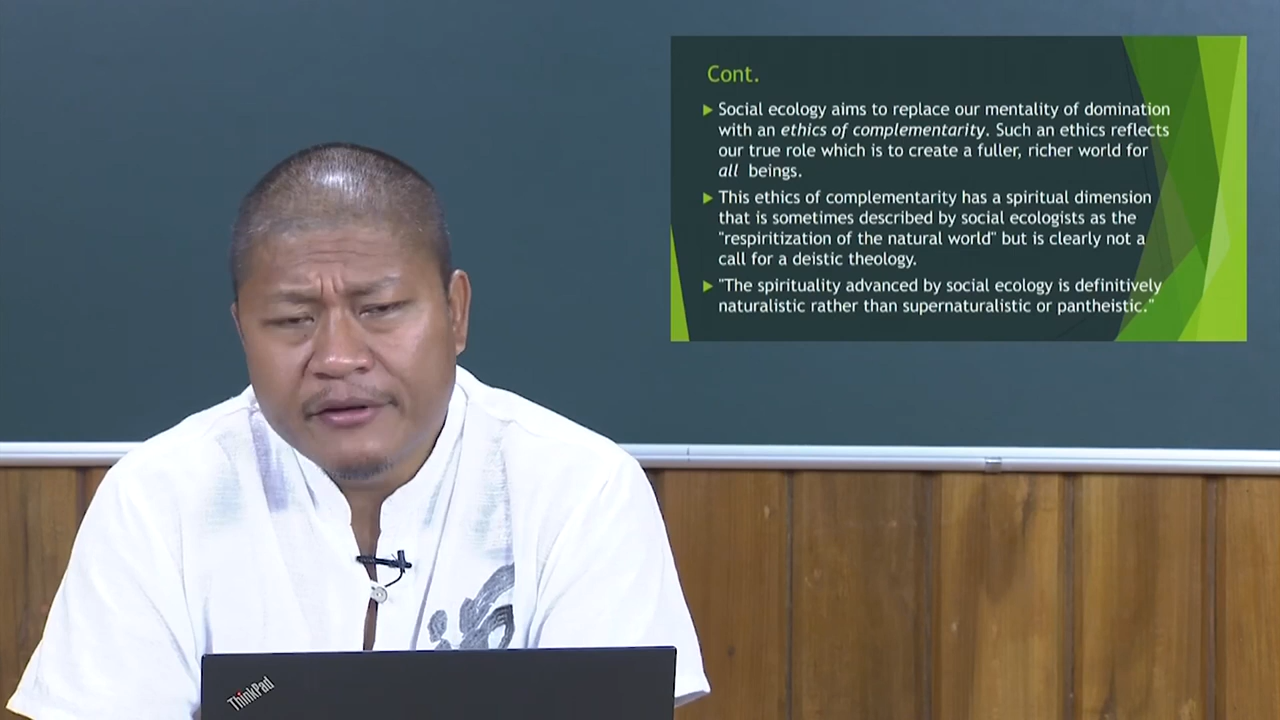 Cont.
Social ecology aims to replace our mentality of domination
with an ethics of complementarity. Such an ethics reflects
our true role which is to create a fuller, richer world for
all beings.
This ethics of complementarity has a spiritual dimension
that is sometimes described by social ecologists as the
"respiritization of the natural world" but is clearly not a
call for a deistic theology.
"The spirituality advanced by social ecology is definitively
naturalistic rather than supernaturalistic or pantheistic."
ThinkPad